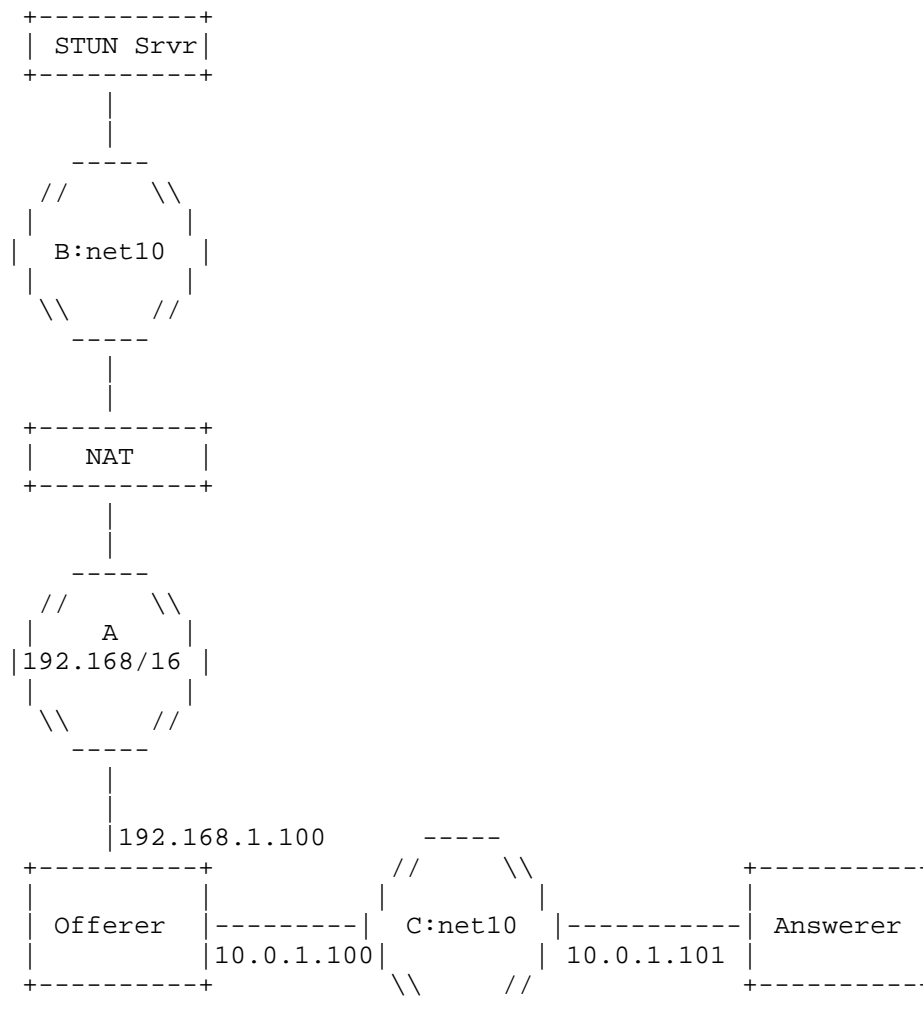 STUN Srvr
B:net10
NAT
A
192.168/16
192.168.1.100
Offerer C:net10 Answerer
10.0.1.100 10.0.1.101